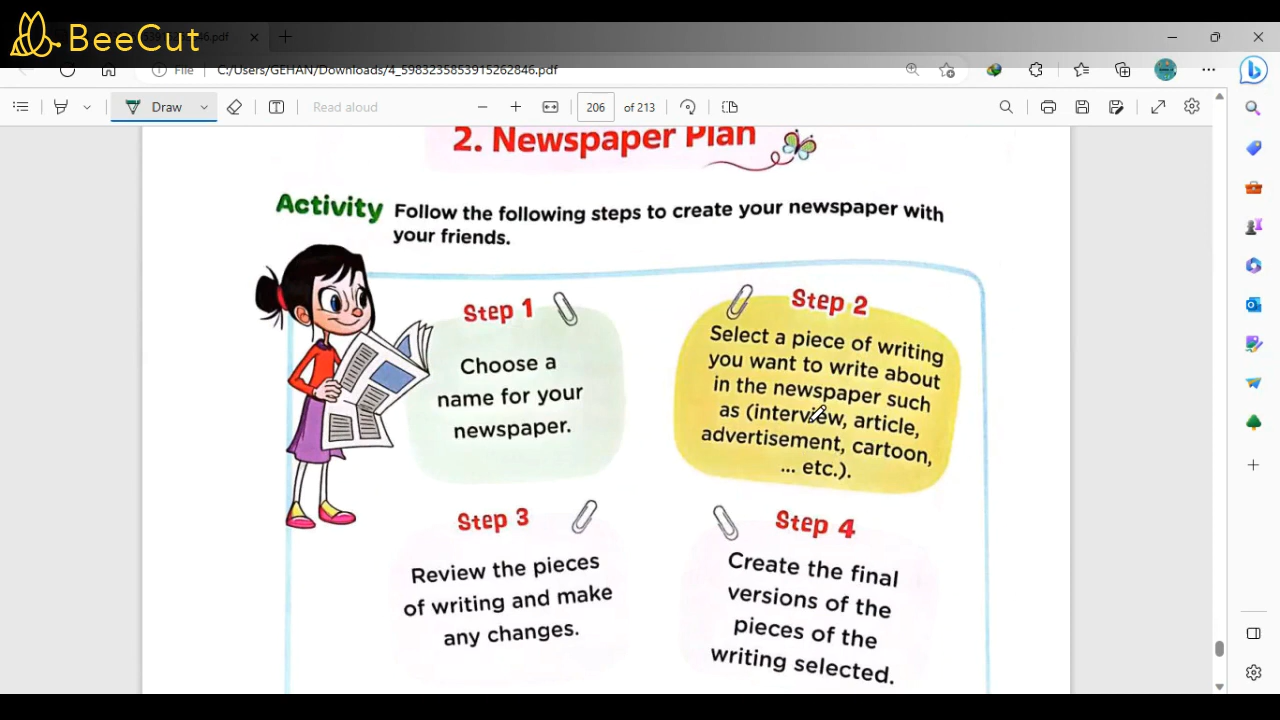 BeeCut
.pdf
File
C:/Users/GEHAN/Downloads/4_5983235853915262846.pdf
Draw
Read aloud
206
of 213
2. Newspaper Plan
Activity
Follow the following steps to create your newspaper with
your friends.
Step 1
Choose a
name for your
newspaper.
Step 2
Select a piece of writing
you want to write about
in the newspaper such
as (interview, article,
advertisement, cartoon,
... etc.).
Step 3
Review the pieces
of writing and make
any changes.
Step 4
Create the final
versions of the
pieces of the
writing selected.